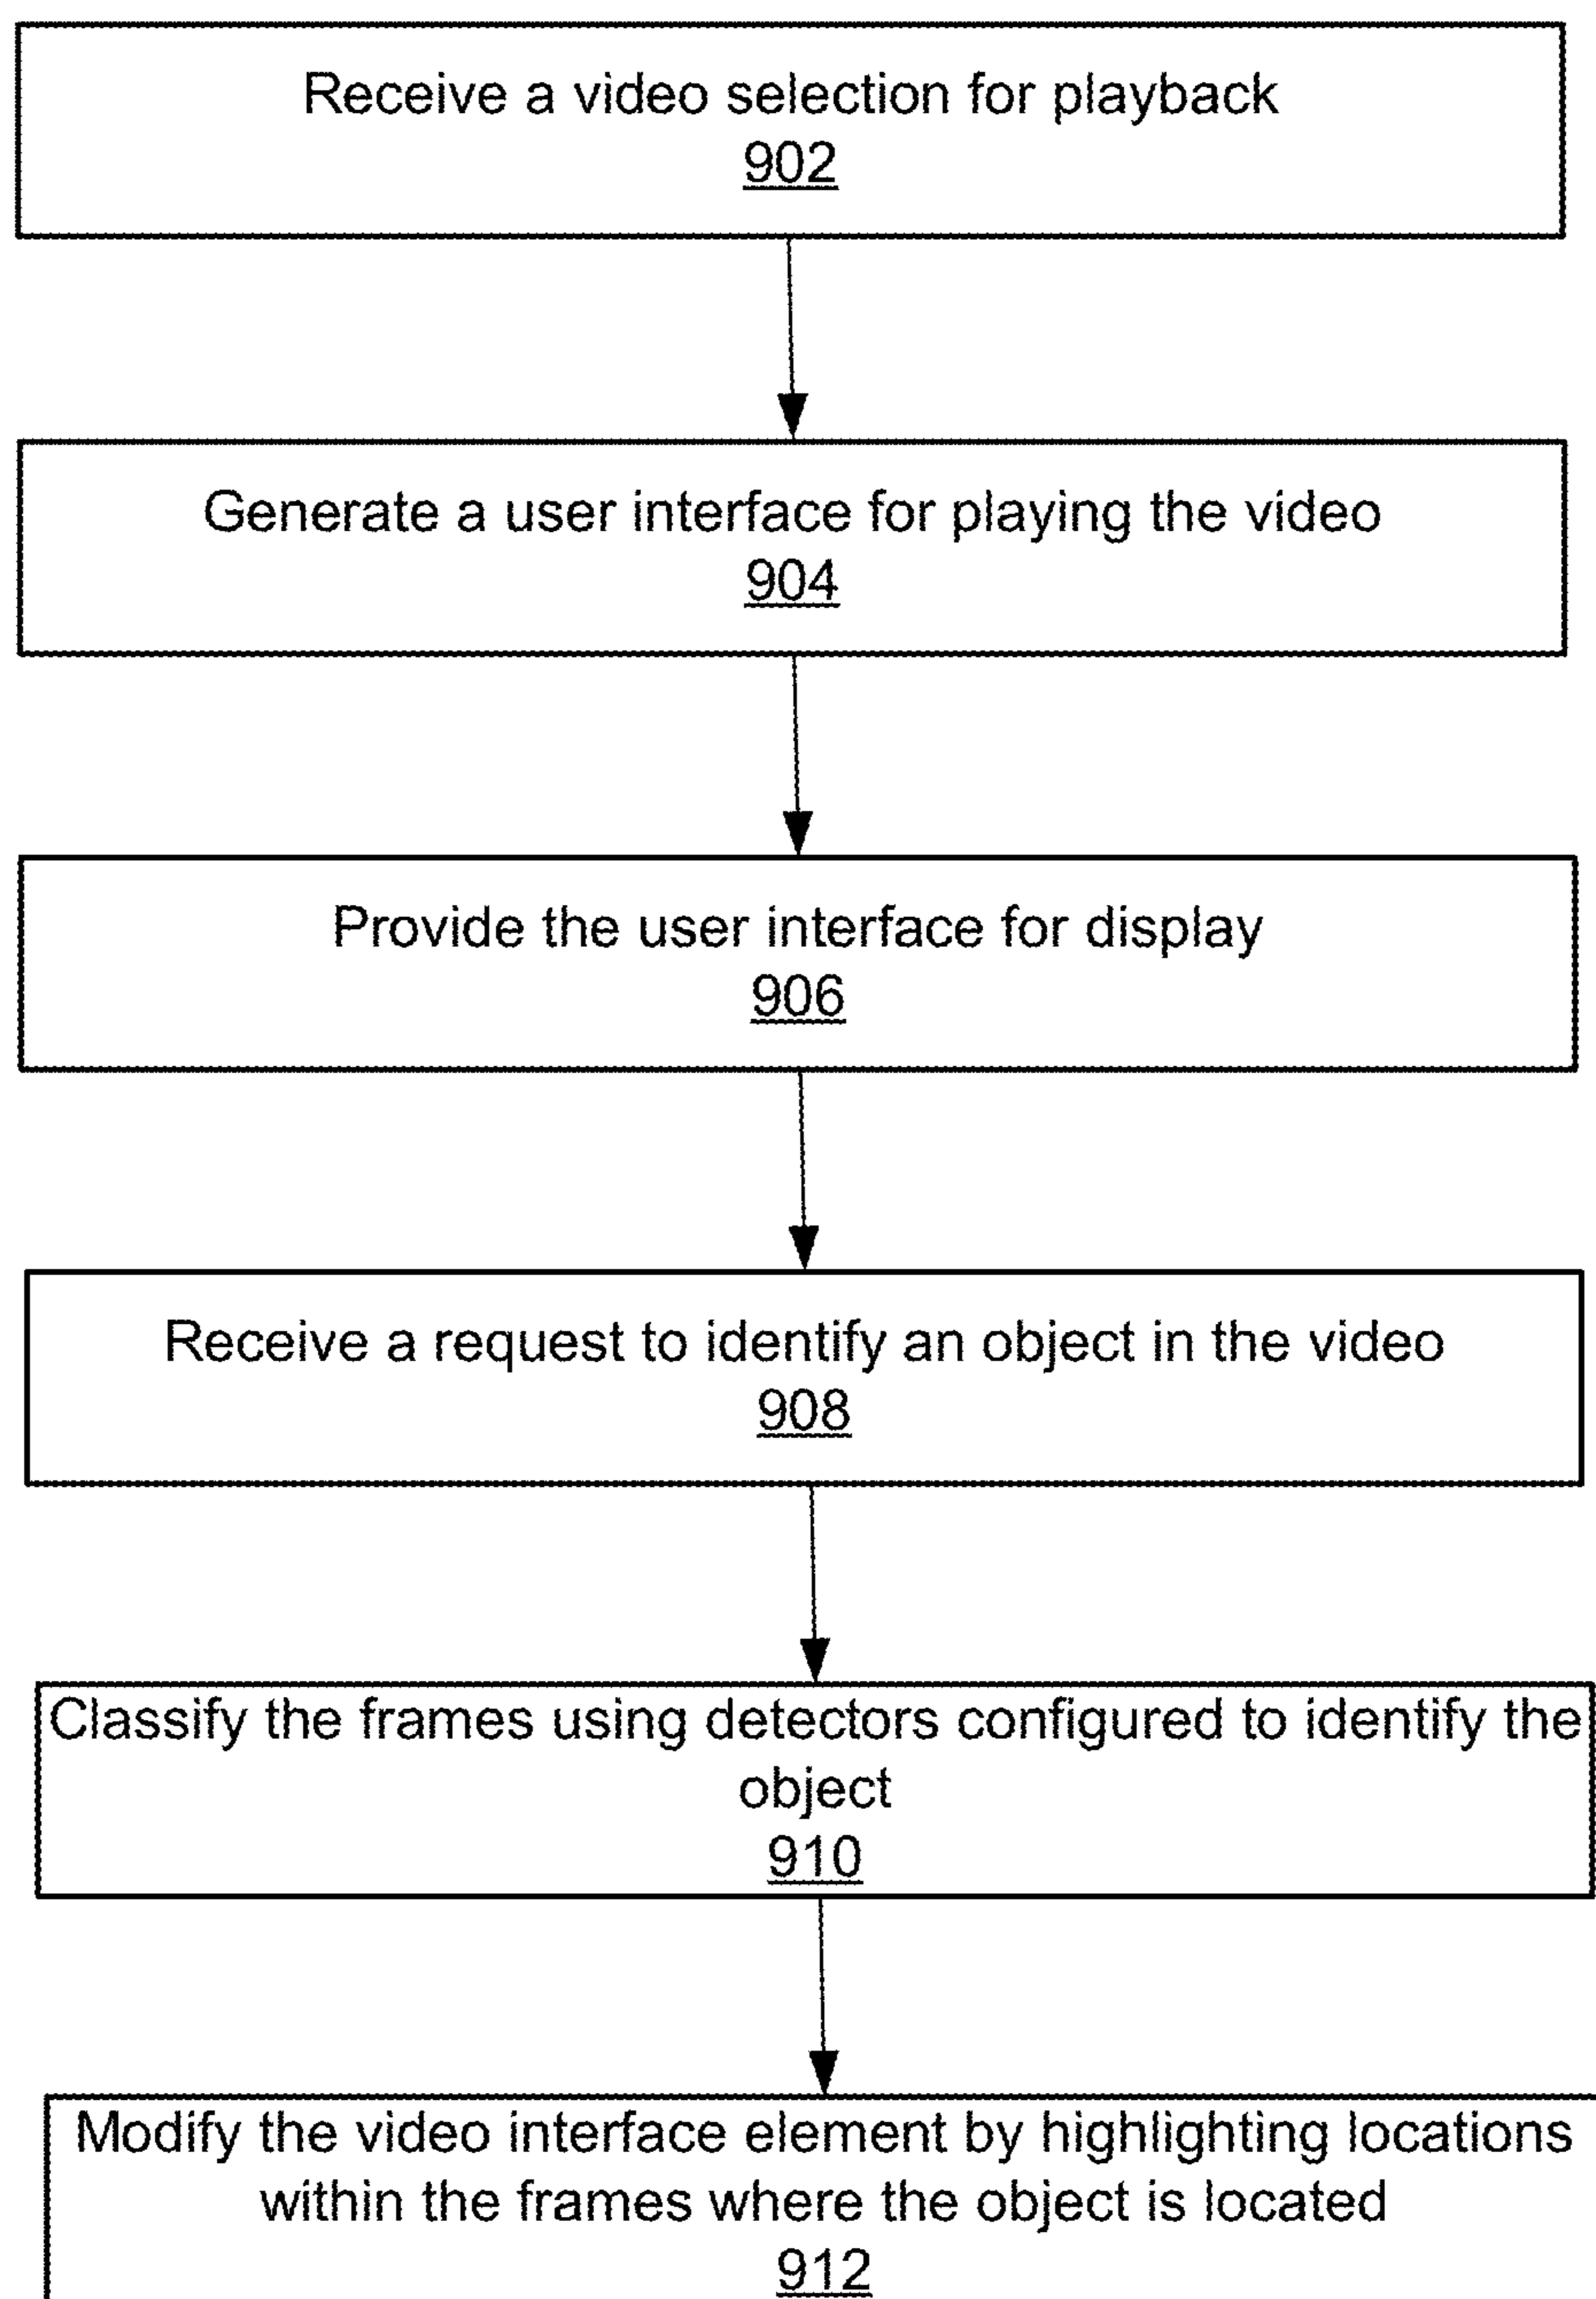 Receive a video selection for playback
902
Generate a user interface for playing the video
904
Provide the user interface for display
906
Receive a request to identify an object in the video
908
Classify the frames using detectors configured to identify the
object
910
Modify the video interface element by highlighting locations
within the frames where the object is located
912